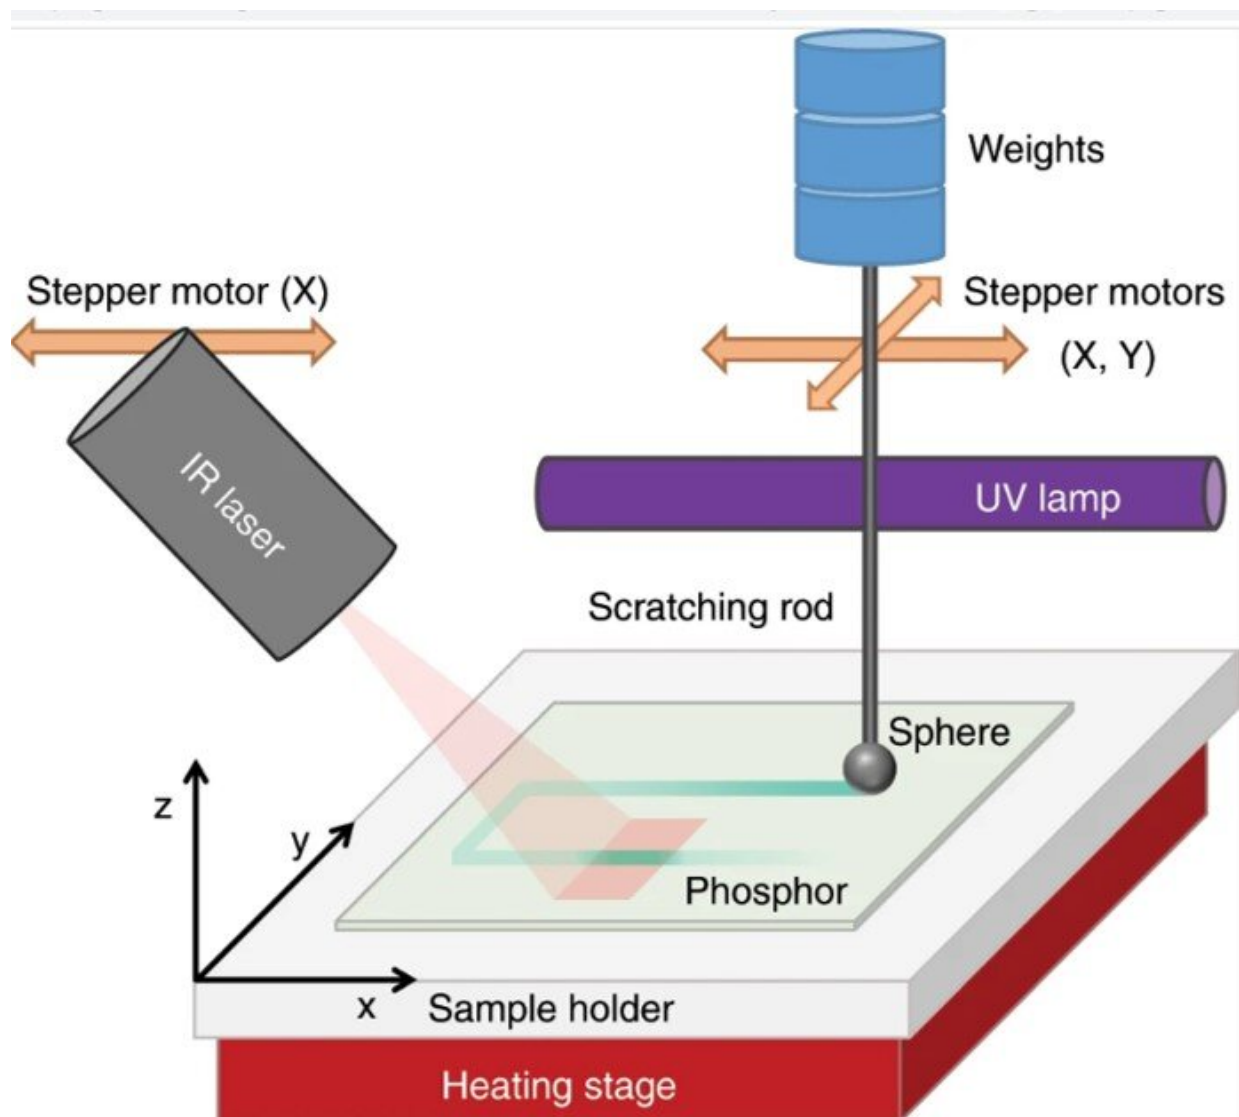 Weights
Stepper motor (X)
Stepper motors
(X, Y)
IR laser
UV lamp
Scratching rod
Sphere
z
y
Phosphor
x
Sample holder
Heating stage